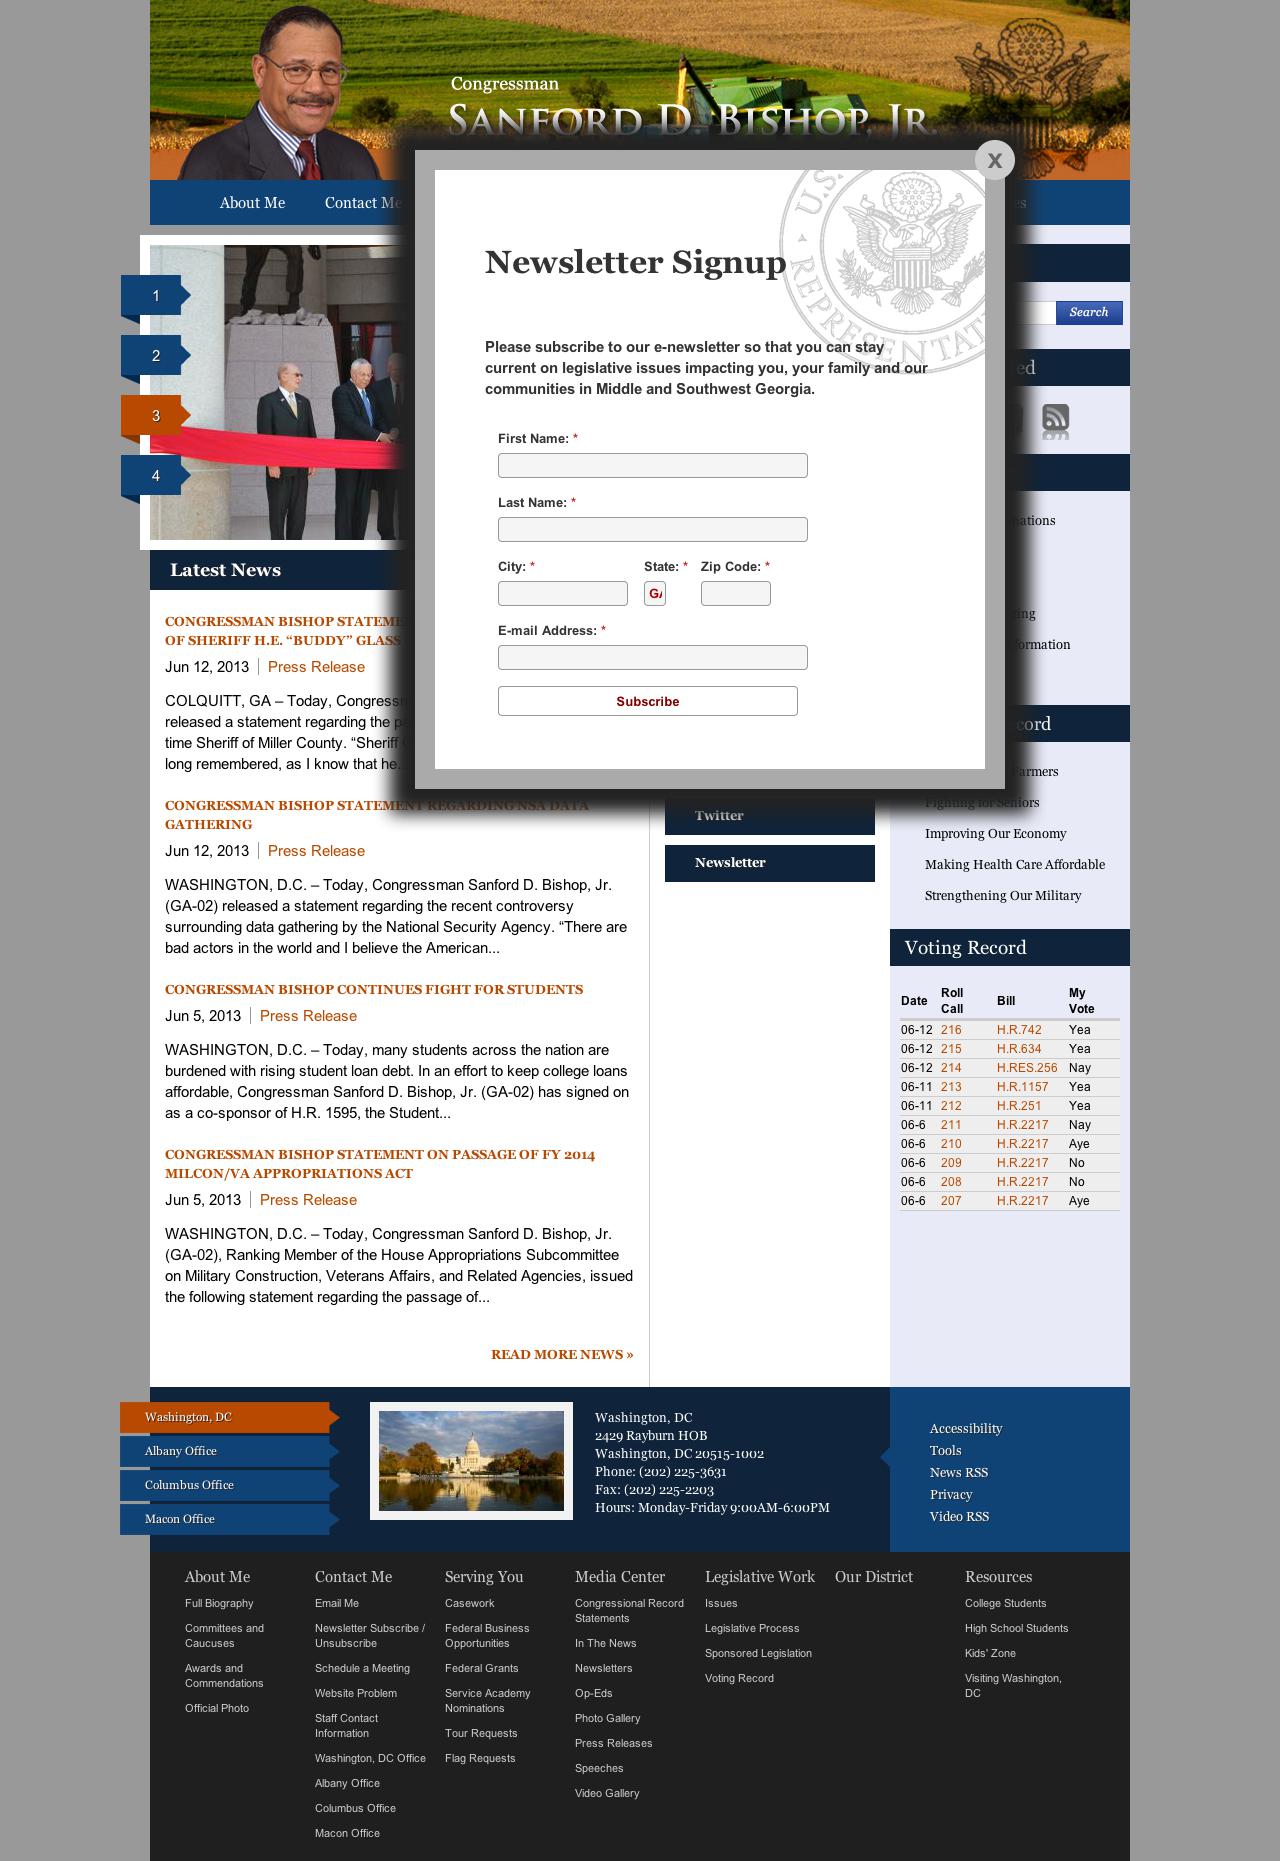 Congressman
SANFORD D. BISHOP, JR.
X
About Me
Contact Me
U.S.
REPRESENTAT
Newsletter Signup
Please subscribe to our e-newsletter so that you can stay
current on legislative issues impacting you, your family and our
communities in Middle and Southwest Georgia.
First Name: *
Last Name: *
City: * State: * Zip Code: *
GA
E-mail Address: *
Subscribe
1
2
3
4
Search
Latest News
CONGRESSMAN BISHOP STATEME
OF SHERIFF H.E. “BUDDY” GLASS
Jun 12, 2013 | Press Release
COLQUITT, GA – Today, Congressm
released a statement regarding the pa
time Sheriff of Miller County. “Sheriff
long remembered, as I know that he...
CONGRESSMAN BISHOP STATEMENT REGARDING NSA DATA
GATHERING
Jun 12, 2013 | Press Release
WASHINGTON, D.C. – Today, Congressman Sanford D. Bishop, Jr.
(GA-02) released a statement regarding the recent controversy
surrounding data gathering by the National Security Agency. “There are
bad actors in the world and I believe the American...
CONGRESSMAN BISHOP CONTINUES FIGHT FOR STUDENTS
Jun 5, 2013 | Press Release
WASHINGTON, D.C. – Today, many students across the nation are
burdened with rising student loan debt. In an effort to keep college loans
affordable, Congressman Sanford D. Bishop, Jr. (GA-02) has signed on
as a co-sponsor of H.R. 1595, the Student...
CONGRESSMAN BISHOP STATEMENT ON PASSAGE OF FY 2014
MILCON/VA APPROPRIATIONS ACT
Jun 5, 2013 | Press Release
WASHINGTON, D.C. – Today, Congressman Sanford D. Bishop, Jr.
(GA-02), Ranking Member of the House Appropriations Subcommittee
on Military Construction, Veterans Affairs, and Related Agencies, issued
the following statement regarding the passage of...
READ MORE NEWS »
Twitter
Newsletter
Farmers
Fighting for Seniors
Improving Our Economy
Making Health Care Affordable
Strengthening Our Military
Voting Record
Date Roll Call Bill My Vote
06-12 216 H.R.742 Yea
06-12 215 H.R.634 Yea
06-12 214 H.RES.256 Nay
06-11 213 H.R.1157 Yea
06-11 212 H.R.251 Yea
06-6 211 H.R.2217 Nay
06-6 210 H.R.2217 Aye
06-6 209 H.R.2217 No
06-6 208 H.R.2217 No
06-6 207 H.R.2217 Aye
Washington, DC
Albany Office
Columbus Office
Macon Office
Washington, DC
2429 Rayburn HOB
Washington, DC 20515-1002
Phone: (202) 225-3631
Fax: (202) 225-2203
Hours: Monday-Friday 9:00AM-6:00PM
Accessibility
Tools
News RSS
Privacy
Video RSS
About Me
Full Biography
Committees and
Caucuses
Awards and
Commendations
Official Photo
Contact Me
Email Me
Newsletter Subscribe /
Unsubscribe
Schedule a Meeting
Website Problem
Staff Contact
Information
Washington, DC Office
Albany Office
Columbus Office
Macon Office
Serving You
Casework
Federal Business
Opportunities
Federal Grants
Service Academy
Nominations
Tour Requests
Flag Requests
Media Center
Congressional Record
Statements
In The News
Newsletters
Op-Eds
Photo Gallery
Press Releases
Speeches
Video Gallery
Legislative Work
Issues
Legislative Process
Sponsored Legislation
Voting Record
Our District
Resources
College Students
High School Students
Kids' Zone
Visiting Washington,
DC